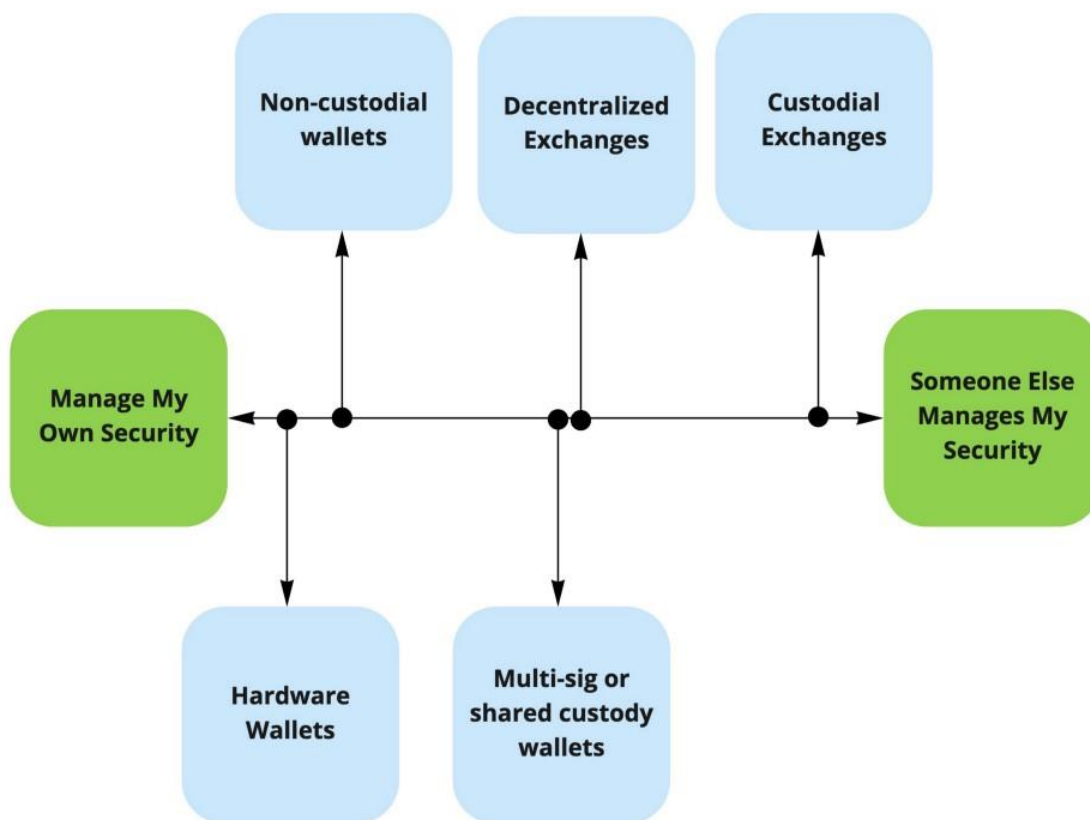 Non-custodial
wallets
Decentralized
Exchanges
Custodial
Exchanges
Manage My
Own Security
Someone Else
Manages My
Security
Hardware
Wallets
Multi-sig or
shared custody
wallets